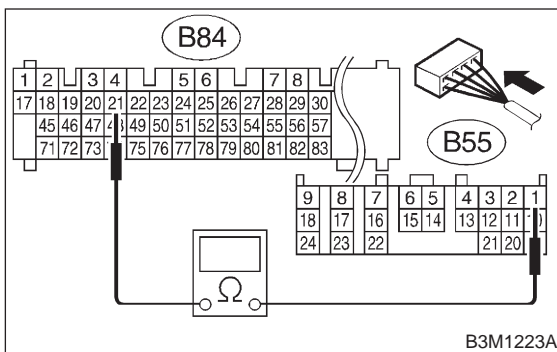 B84
1 2 3 4 5 6 7 8
17 18 19 20 21 22 23 24 25 26 27 28 29 30
45 46 47 48 49 50 51 52 53 54 55 56 57
71 72 73 75 76 77 78 79 80 81 82 83
B55
9 8 7 6 5 4 3 2 1
18 17 16 15 14 13 12 11 10
24 23 22 21 20
Ω
B3M1223A